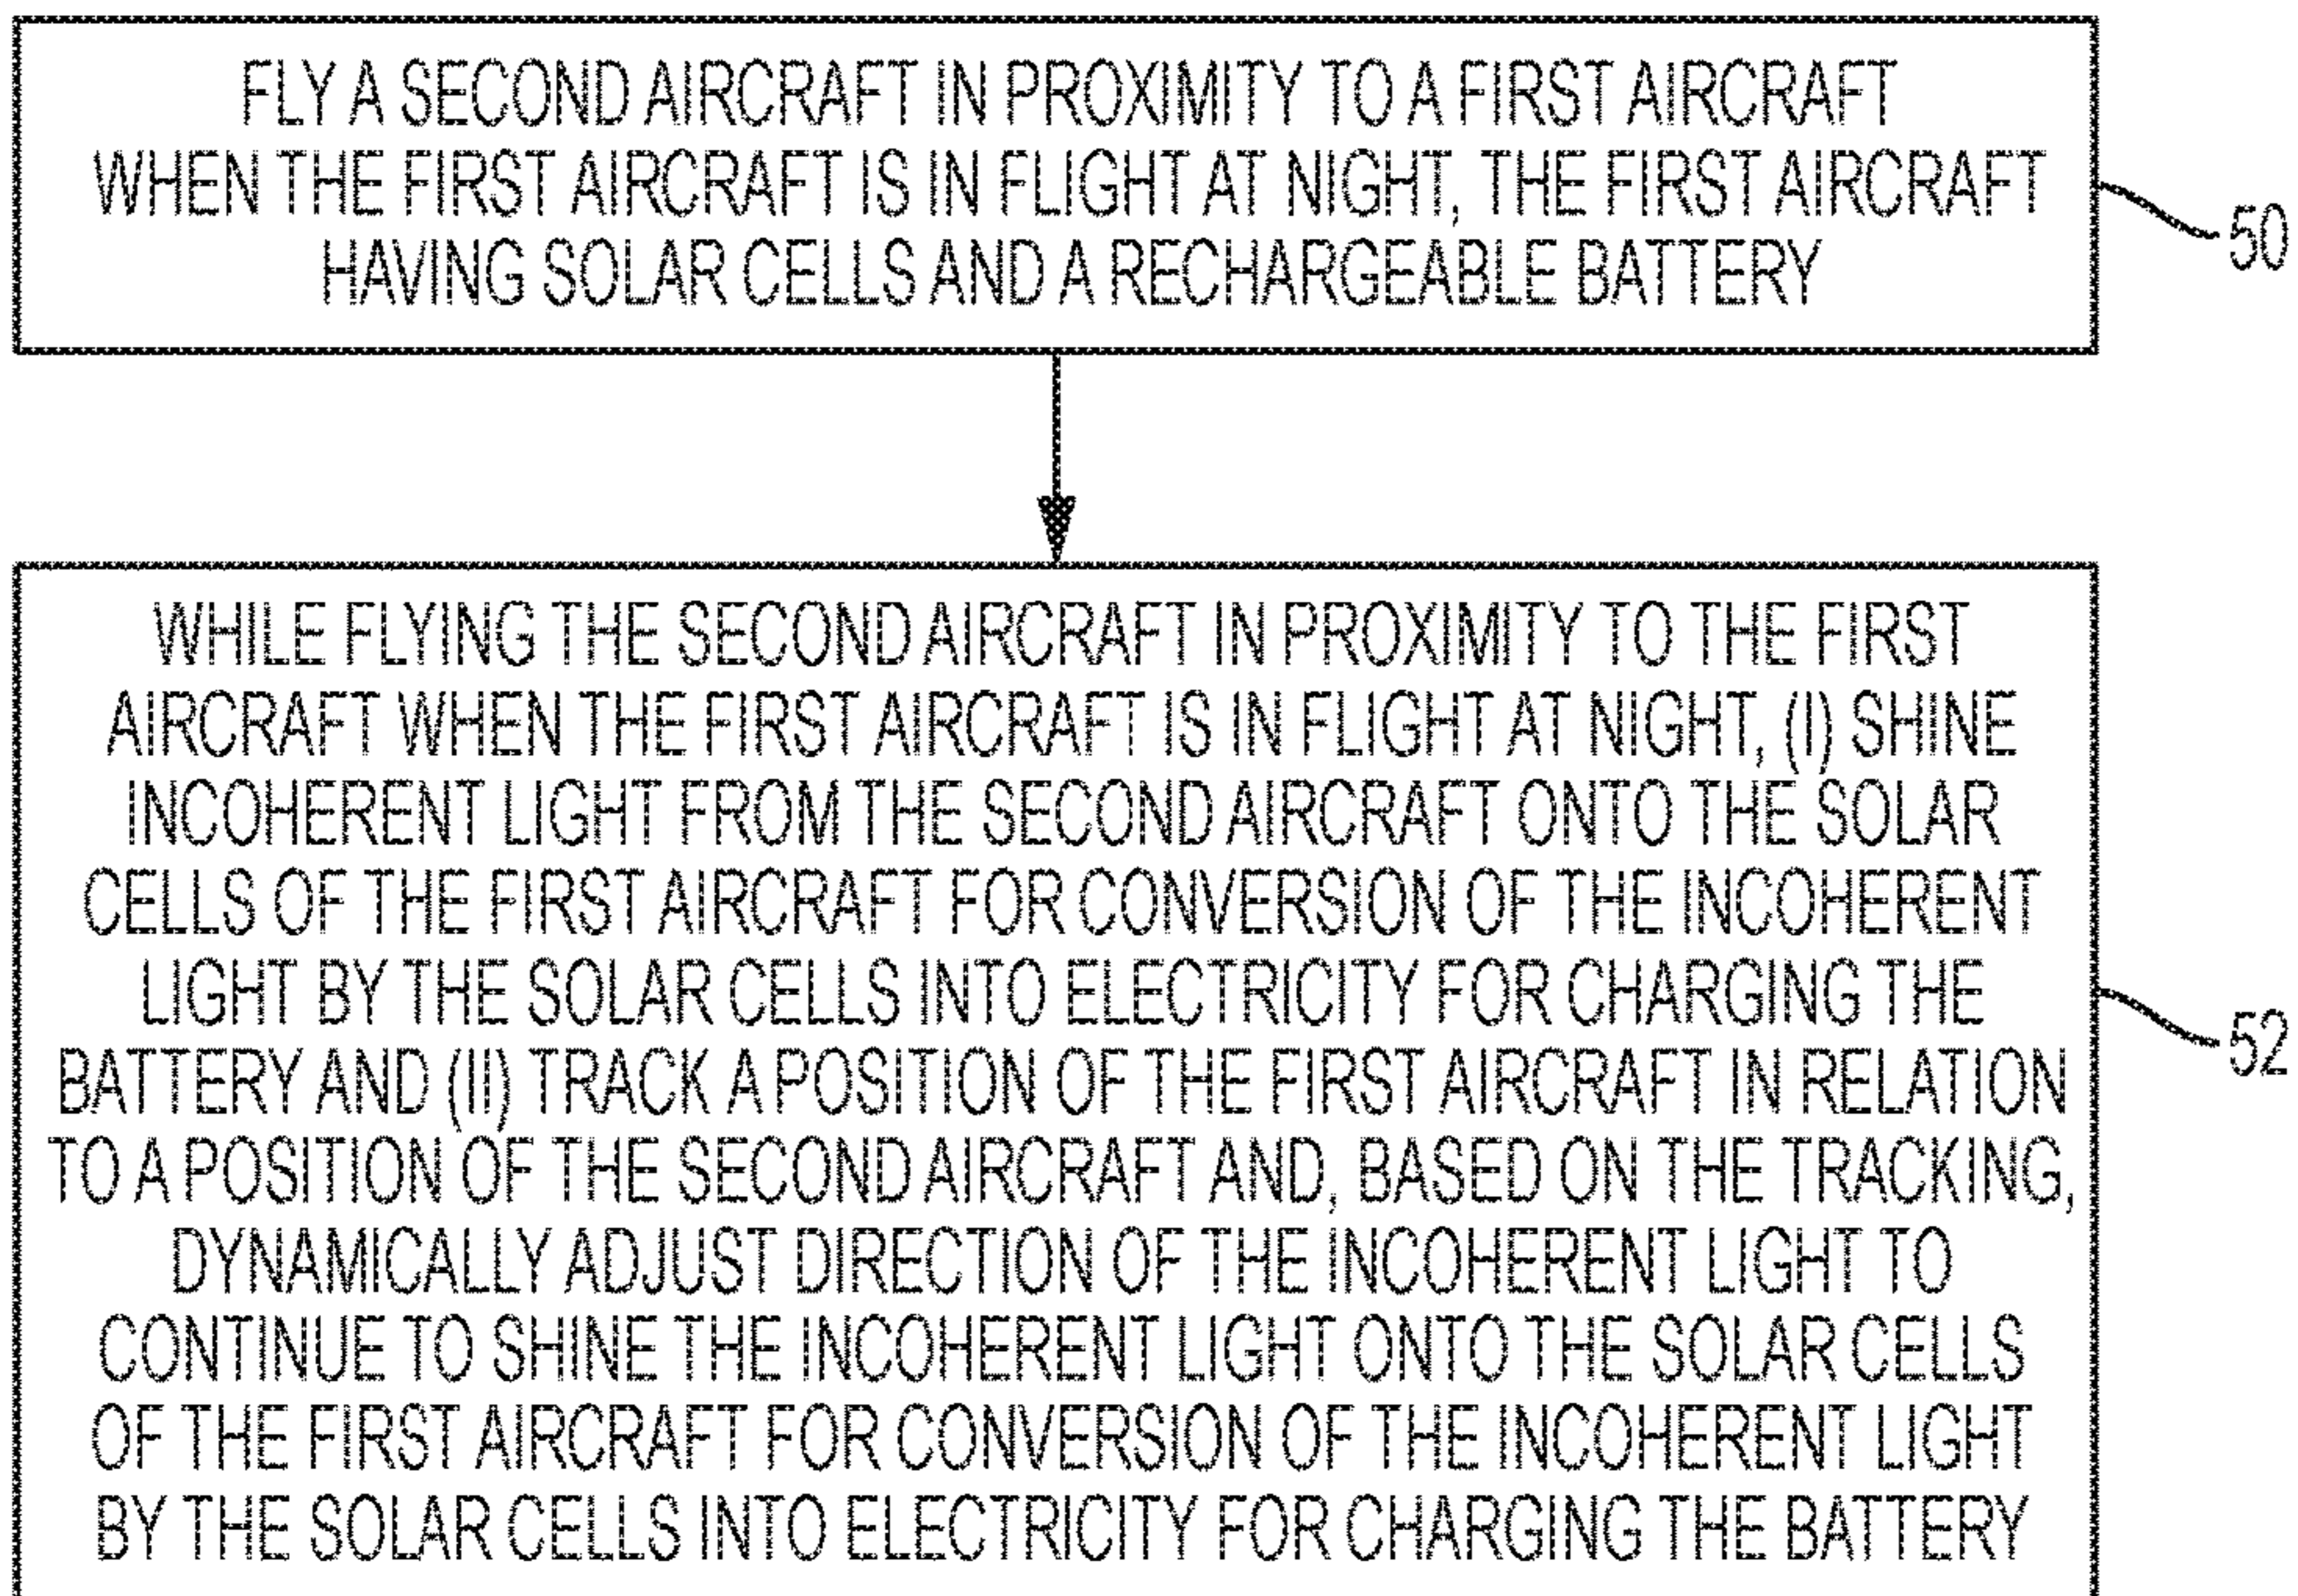 FLY A SECOND AIRCRAFT IN PROXIMITY TO A FIRST AIRCRAFT
WHEN THE FIRST AIRCRAFT IS IN FLIGHT AT NIGHT, THE FIRST AIRCRAFT
HAVING SOLAR CELLS AND A RECHARGEABLE BATTERY
50
WHILE FLYING THE SECOND AIRCRAFT IN PROXIMITY TO THE FIRST
AIRCRAFT WHEN THE FIRST AIRCRAFT IS IN FLIGHT AT NIGHT, (I) SHINE
INCOHERENT LIGHT FROM THE SECOND AIRCRAFT ONTO THE SOLAR
CELLS OF THE FIRST AIRCRAFT FOR CONVERSION OF THE INCOHERENT
LIGHT BY THE SOLAR CELLS INTO ELECTRICITY FOR CHARGING THE
BATTERY AND (II) TRACK A POSITION OF THE FIRST AIRCRAFT IN RELATION
TO A POSITION OF THE SECOND AIRCRAFT AND, BASED ON THE TRACKING,
DYNAMICALLY ADJUST DIRECTION OF THE INCOHERENT LIGHT TO
CONTINUE TO SHINE THE INCOHERENT LIGHT ONTO THE SOLAR CELLS
OF THE FIRST AIRCRAFT FOR CONVERSION OF THE INCOHERENT LIGHT
BY THE SOLAR CELLS INTO ELECTRICITY FOR CHARGING THE BATTERY
52